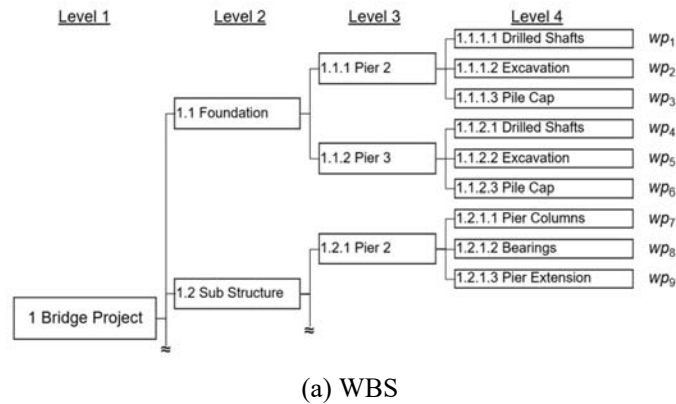 Level 1 Level 2 Level 3 Level 4
1.1.1.1 Drilled Shafts wp1
1.1.1 Pier 2 1.1.1.2 Excavation wp2
1.1.1.3 Pile Cap wp3
1.1 Foundation
1.1.2.1 Drilled Shafts wp4
1.1.2 Pier 3 1.1.2.2 Excavation wp5
1.1.2.3 Pile Cap wp6
1.2.1.1 Pier Columns wp7
1.2.1 Pier 2 1.2.1.2 Bearings wp8
1.2.1.3 Pier Extension wp9
1.2 Sub Structure
1 Bridge Project
(a) WBS